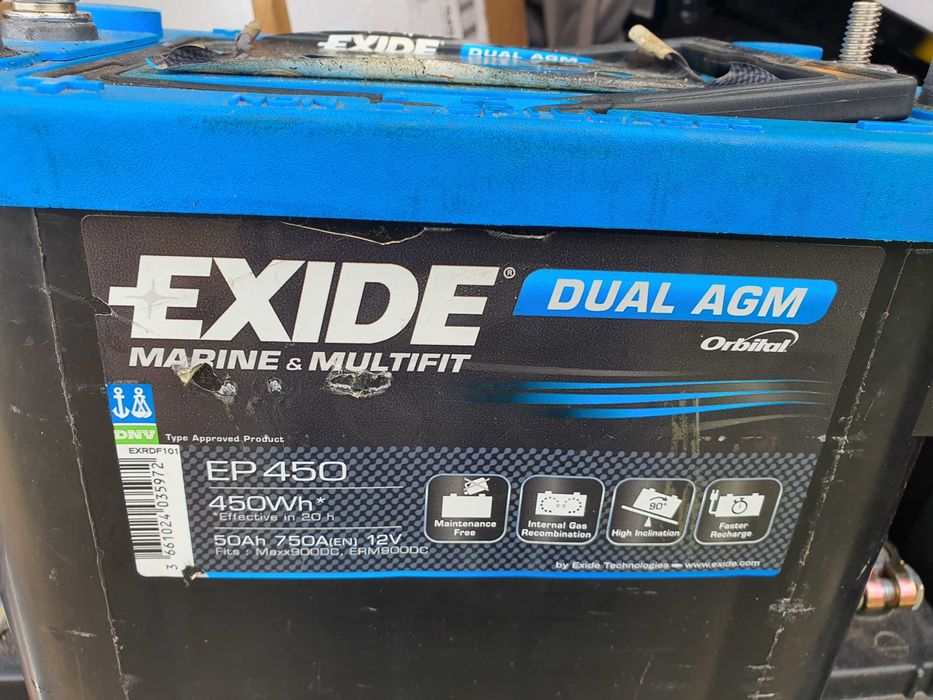 EXIDE DUAL AGM
EXIDE® DUAL AGM
Orbital
MARINE & MULTIFIT
DNV Type Approved Product
EXRDF101
EP 450
450Wh*
*Effective in 20 h
50Ah 750A(EN) 12V
Fits : Maxx900DC, ERM900DC
3 661024 035972
Maintenance Free
Internal Gas Recombination
90°
High Inclination
Faster Recharge
by Exide Technologies – www.exide.com